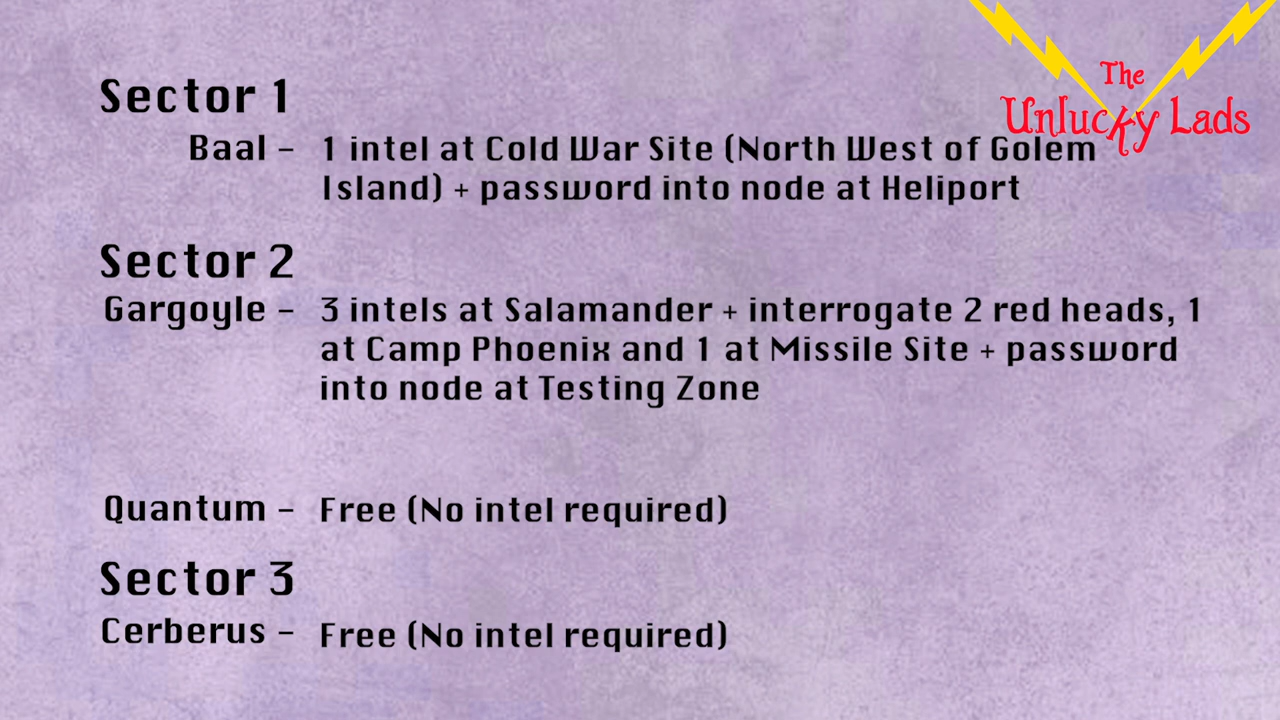 The
Unlucky Lads
Sector 1
Baal - 1 intel at Cold War Site (North West of Golem
Island) + password into node at Heliport
Sector 2
Gargoyle - 3 intels at Salamander + interrogate 2 red heads, 1
at Camp Phoenix and 1 at Missile Site + password
into node at Testing Zone
Quantum - Free (No intel required)
Sector 3
Cerberus - Free (No intel required)